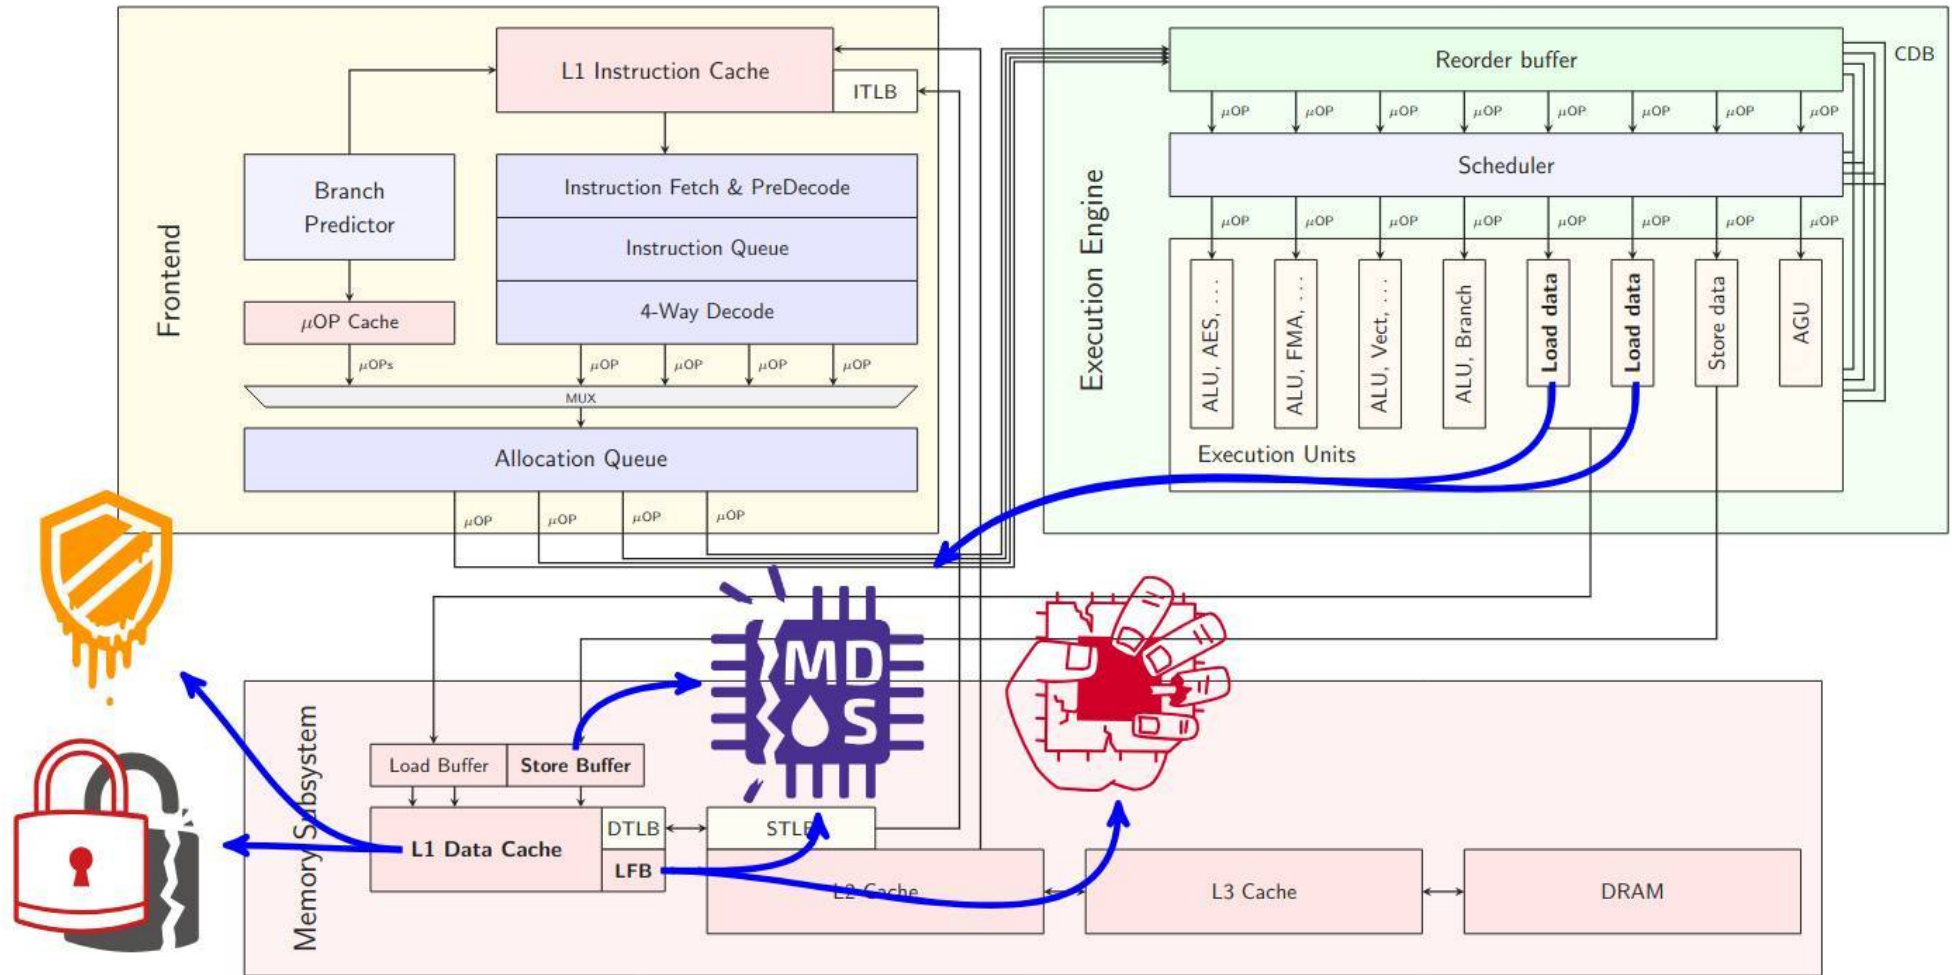 Frontend
L1 Instruction Cache
ITLB
Branch
Predictor
Instruction Fetch & PreDecode
Instruction Queue
4-Way Decode
μOP Cache
μOPs
μOP
μOP
μOP
μOP
MUX
Allocation Queue
μOP
μOP
μOP
μOP
Execution Engine
Reorder buffer
CDB
μOP
μOP
μOP
μOP
μOP
μOP
μOP
μOP
Scheduler
μOP
μOP
μOP
μOP
μOP
μOP
μOP
μOP
ALU, AES, ...
ALU, FMA, ...
ALU, Vect, ...
ALU, Branch
Load data
Load data
Store data
AGU
Execution Units
MD
S
Memory Subsystem
Load Buffer
Store Buffer
L1 Data Cache
DTLB
LFB
STLB
L2 Cache
L3 Cache
DRAM